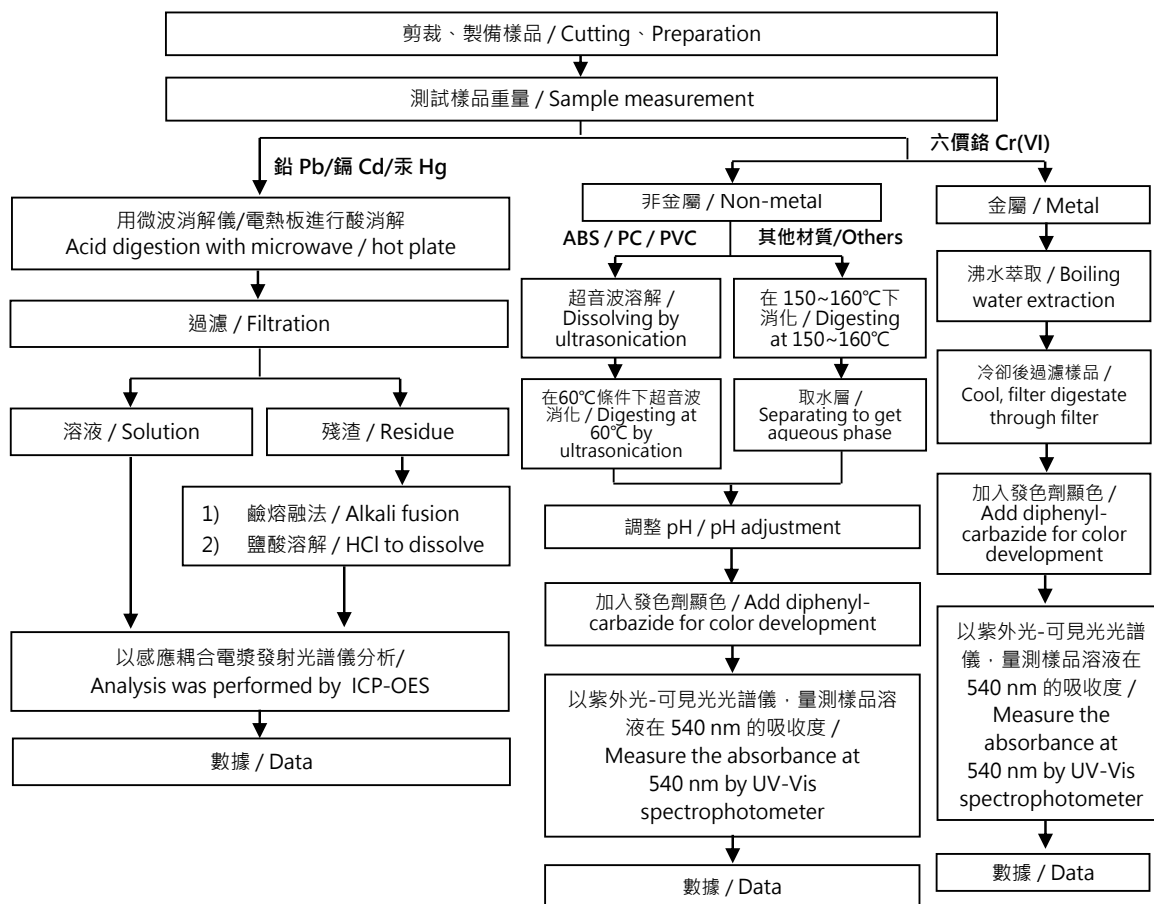 剪裁、製備樣品 / Cutting、Preparation
測試樣品重量 / Sample measurement
鉛 Pb/鎘 Cd/汞 Hg
六價鉻 Cr(VI)
用微波消解儀/電熱板進行酸消解
Acid digestion with microwave / hot plate
過濾 / Filtration
溶液 / Solution
殘渣 / Residue
1) 鹼熔融法 / Alkali fusion
2) 鹽酸溶解 / HCl to dissolve
以感應耦合電漿發射光譜儀分析/
Analysis was performed by ICP-OES
數據 / Data
非金屬 / Non-metal
ABS / PC / PVC
其他材質/Others
超音波溶解 /
Dissolving by
ultrasonication
在60℃條件下超音波
消化 / Digesting at
60℃ by
ultrasonication
在 150~160℃下
消化 / Digesting
at 150~160℃
取水層 /
Separating to get
aqueous phase
調整 pH / pH adjustment
加入發色劑顯色 / Add diphenyl-
carbazide for color development
以紫外光-可見光光譜儀，量測樣品溶
液在 540 nm 的吸收度 /
Measure the absorbance at
540 nm by UV-Vis
spectrophotometer
數據 / Data
金屬 / Metal
沸水萃取 / Boiling
water extraction
冷卻後過濾樣品 /
Cool, filter digestate
through filter
加入發色劑顯色 /
Add diphenyl-
carbazide for color
development
以紫外光-可見光光譜
儀，量測樣品溶液在
540 nm 的吸收度 /
Measure the
absorbance at
540 nm by UV-Vis
spectrophotometer
數據 / Data